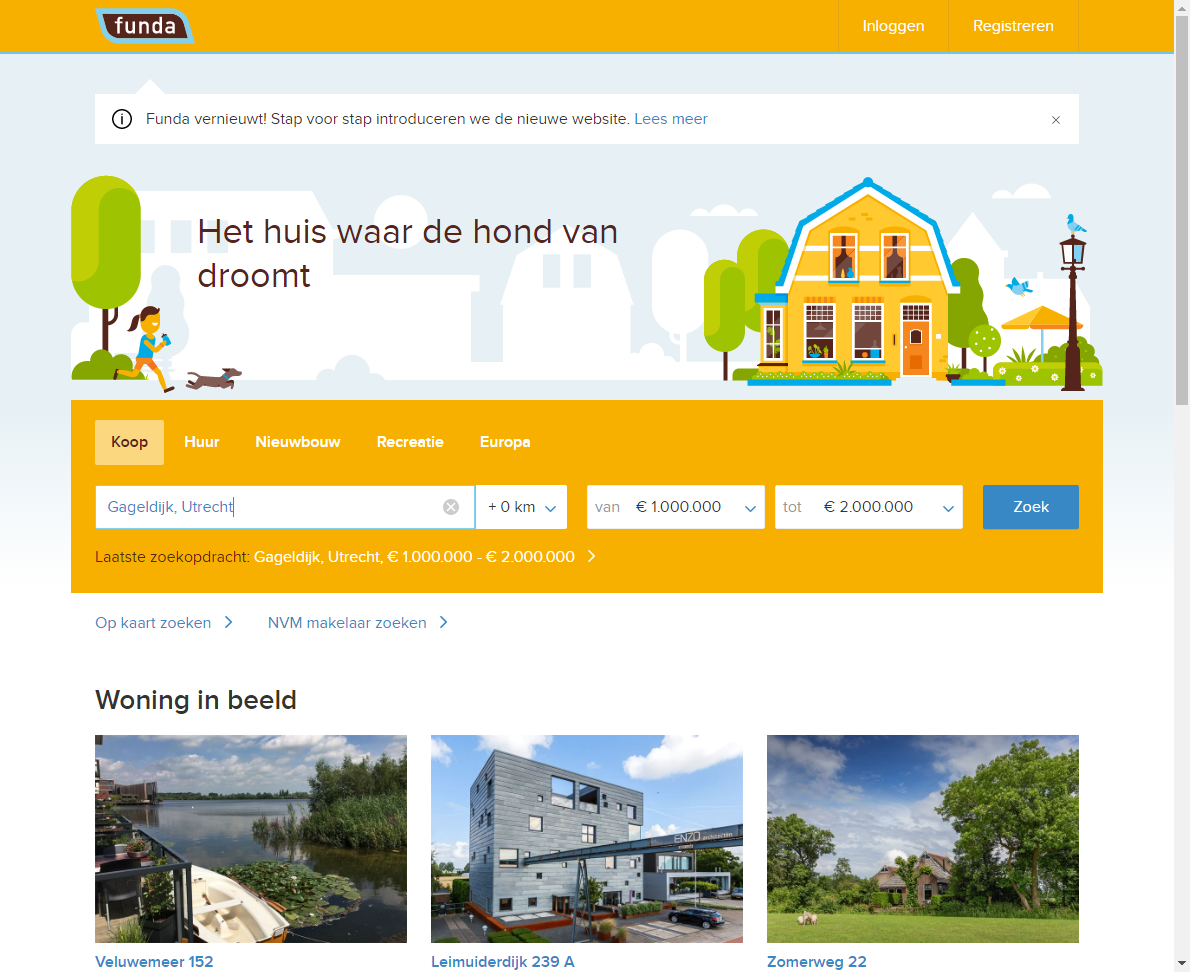 funda
Inloggen
Registreren
Funda vernieuwt! Stap voor stap introduceren we de nieuwe website. Lees meer
Het huis waar de hond van
droomt
Koop
Huur
Nieuwbouw
Recreatie
Europa
Gageldijk, Utrecht
+ 0 km
van € 1.000.000
tot € 2.000.000
Zoek
Laatste zoekopdracht: Gageldijk, Utrecht, € 1.000.000 - € 2.000.000
Op kaart zoeken
NVM makelaar zoeken
Woning in beeld
ENZO architecten
Veluwemeer 152
Leimuiderdijk 239 A
Zomerweg 22